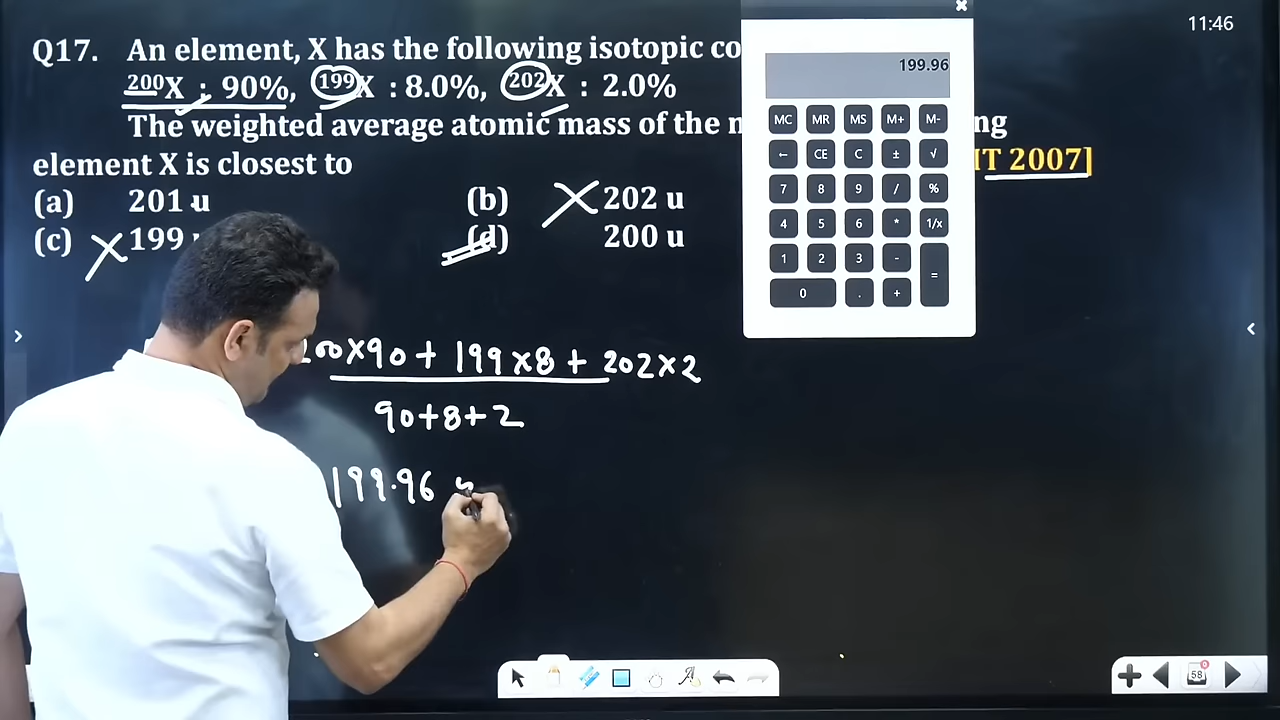 11:46
Q17. An element, X has the following isotopic co
²⁰⁰X : 90%, ¹⁹⁹X : 8.0%, ²⁰²X : 2.0%
The weighted average atomic mass of the ng
element X is closest to IT 2007]
(a) 201 u (b) 202 u
(c) 199 (d) 200 u
199.96
MC MR MS M+ M-
← CE C ± √
7 8 9 / %
4 5 6 * 1/x
1 2 3 - =
0 . +
200×90 + 199×8 + 202×2
90+8+2
199.96
58